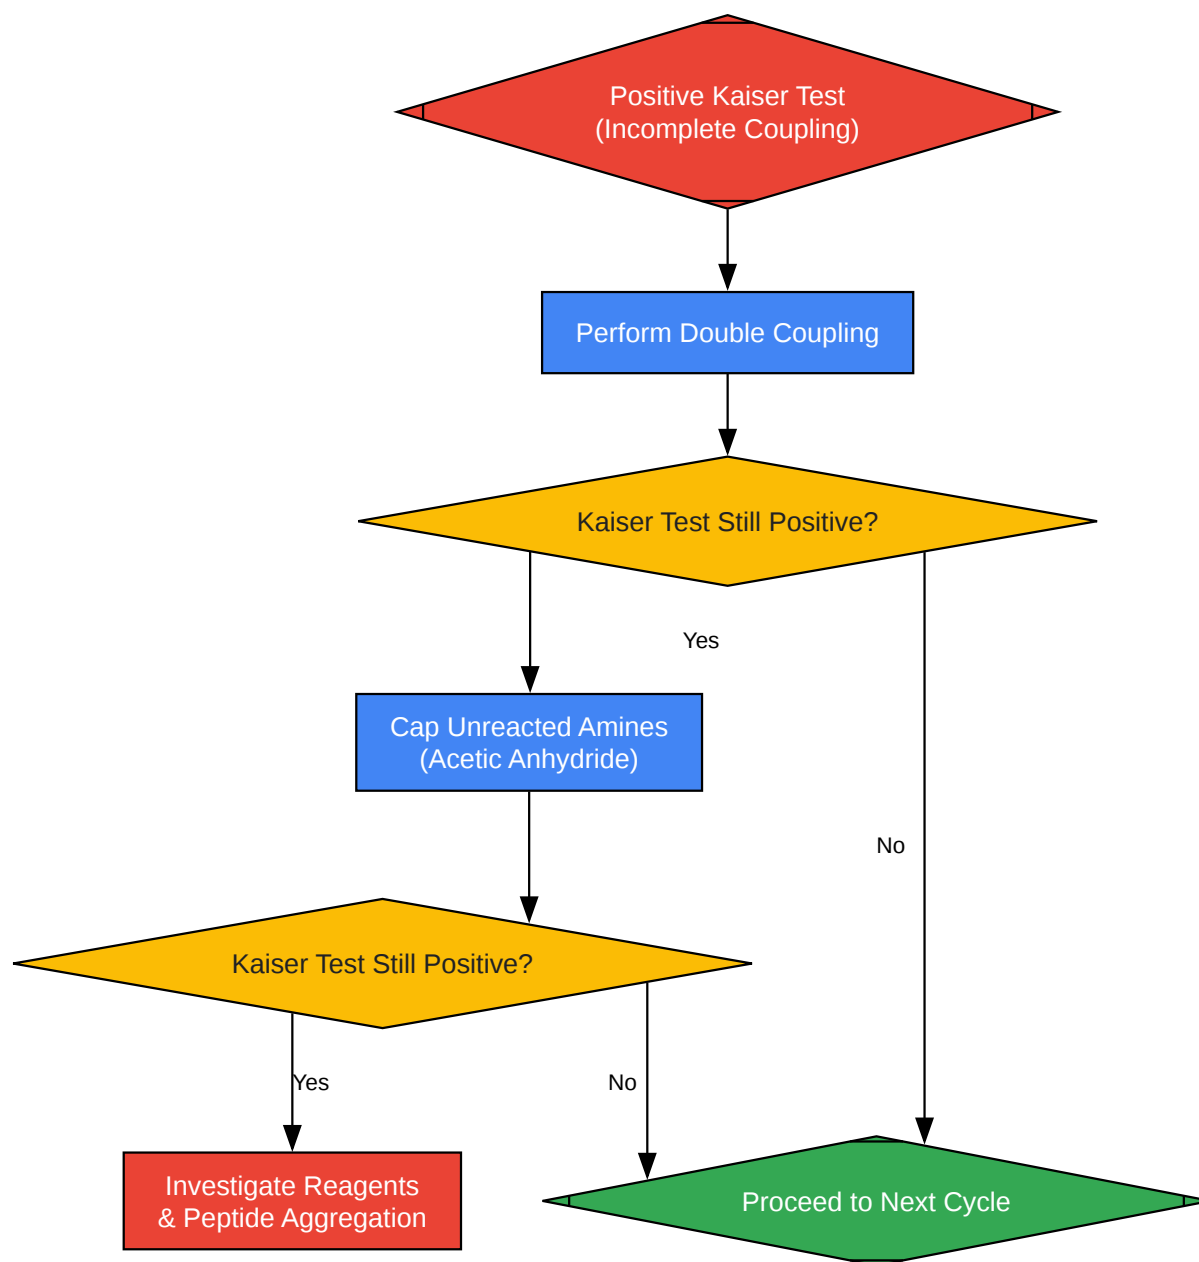 Positive Kaiser Test
(Incomplete Coupling)
Perform Double Coupling
Kaiser Test Still Positive?
Yes
Cap Unreacted Amines
(Acetic Anhydride)
No
Kaiser Test Still Positive?
Yes
No
Investigate Reagents
& Peptide Aggregation
Proceed to Next Cycle